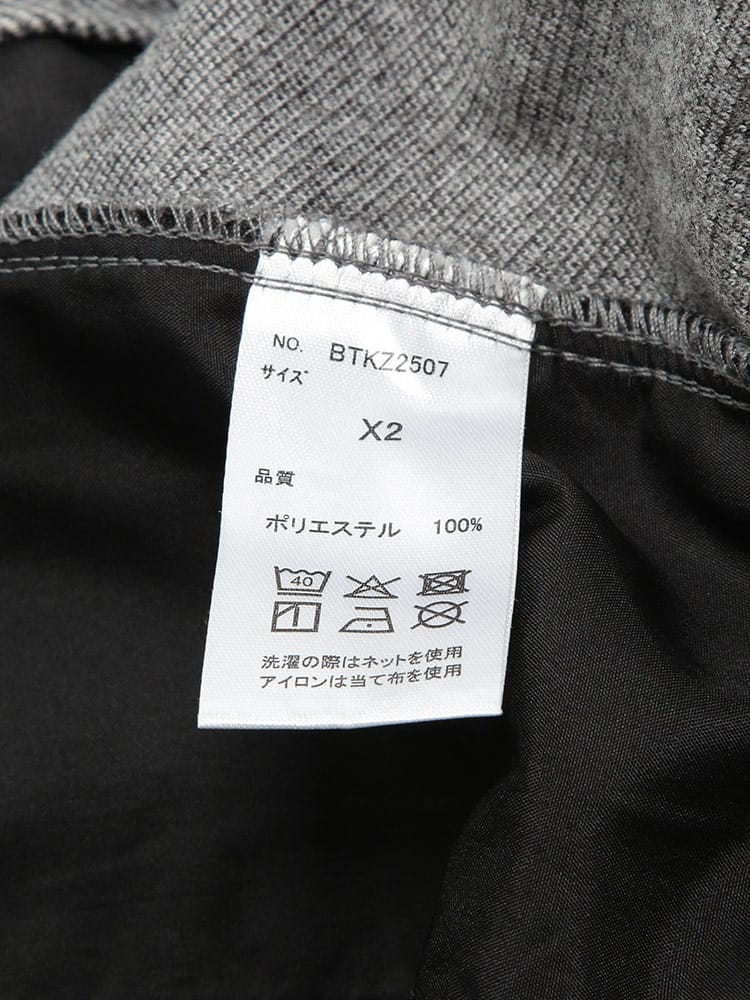 NO. BTKZ2507
サイズ
X2
品質
ポリエステル 100%
40
洗濯の際はネットを使用
アイロンは当て布を使用